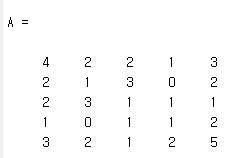 A =
4 2 2 1 3
2 1 3 0 2
2 3 1 1 1
1 0 1 1 2
3 2 1 2 5